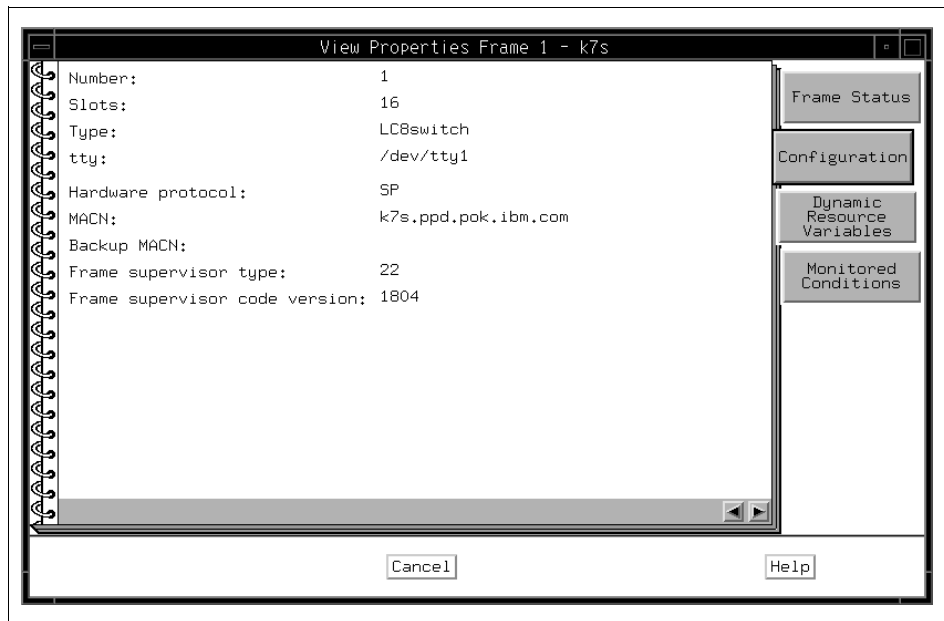 View Properties Frame 1 - k7s
Number: 1
Slots: 16
Type: LC8switch
tty: /dev/tty1
Hardware protocol: SP
MACN: k7s.ppd.pok.ibm.com
Backup MACN:
Frame supervisor type: 22
Frame supervisor code version: 1804
Frame Status
Configuration
Dynamic
Resource
Variables
Monitored
Conditions
Cancel
Help